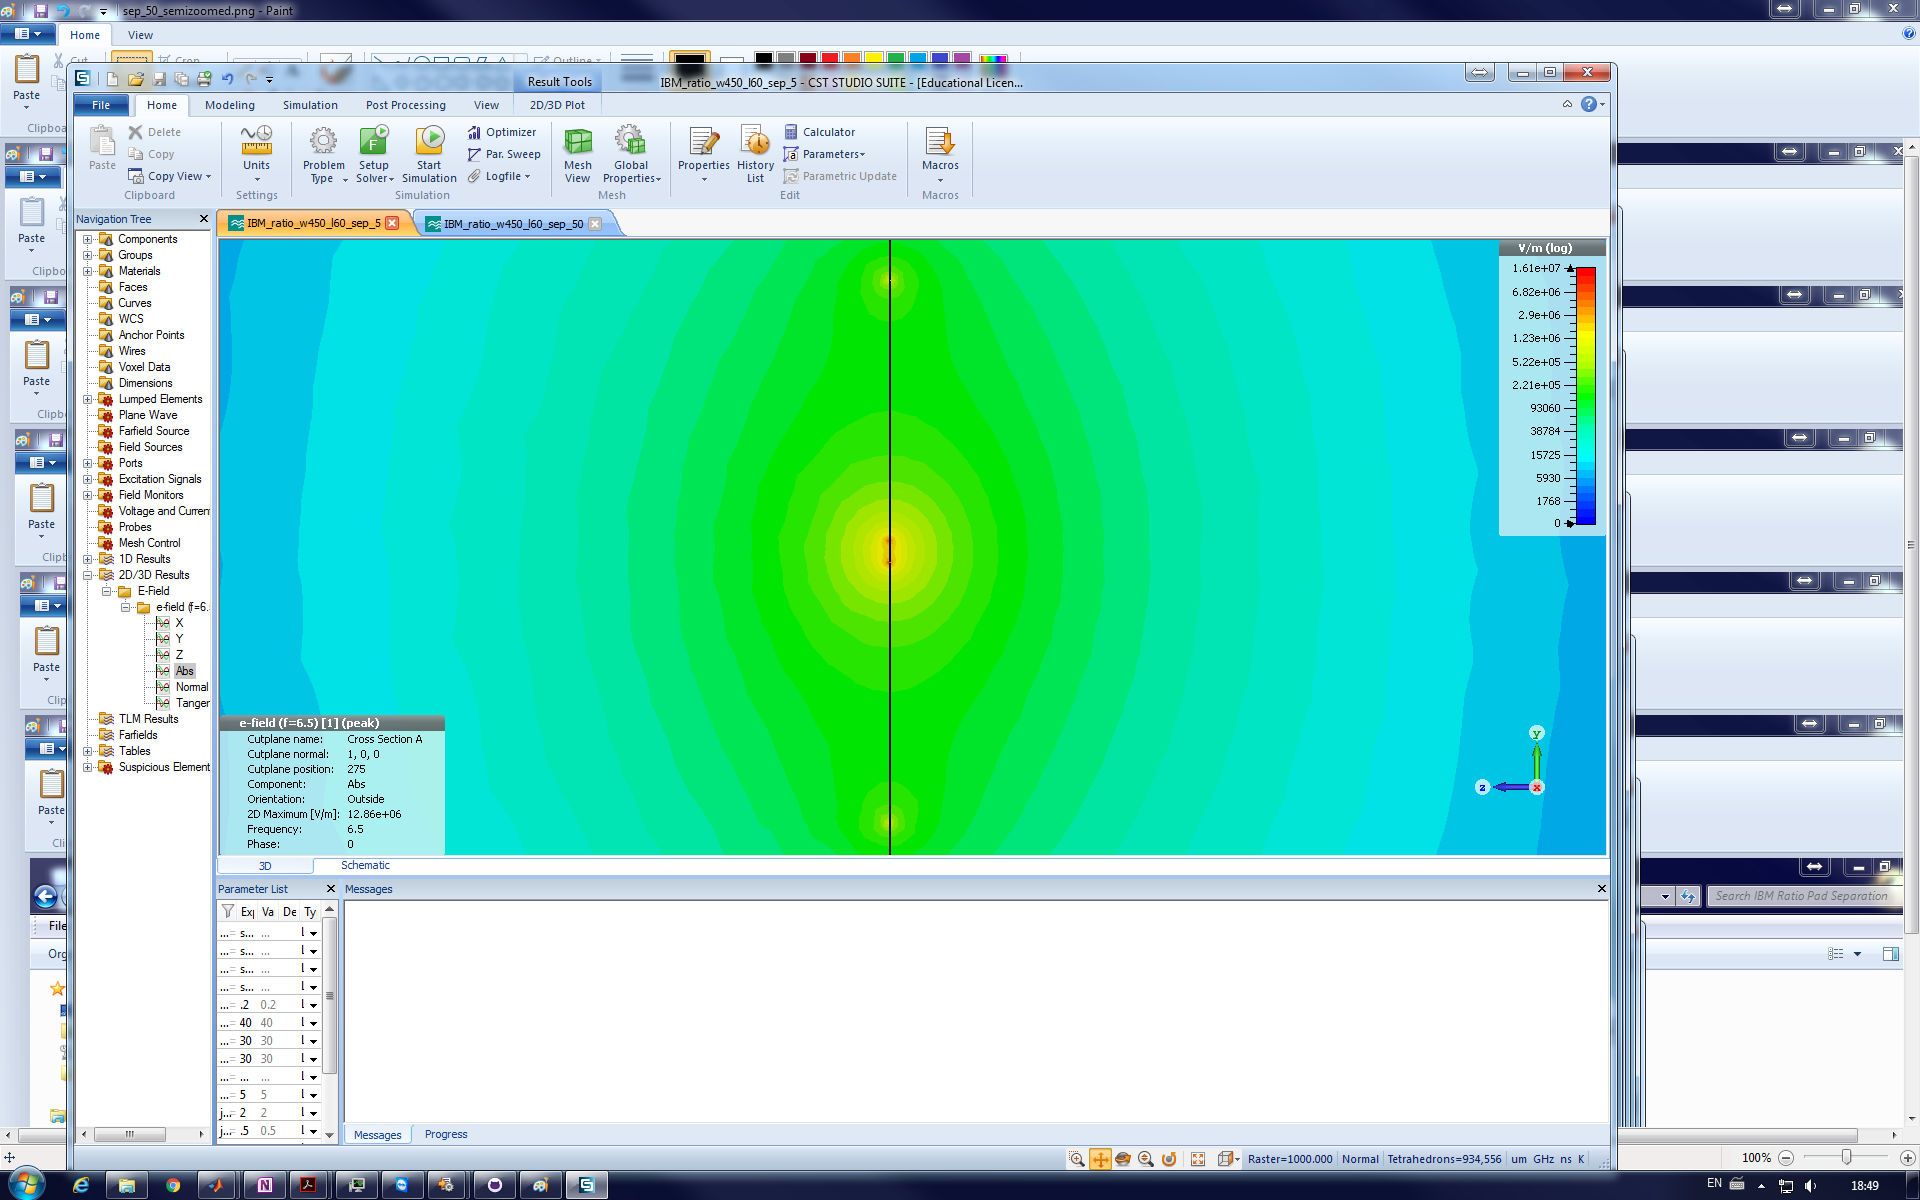 sep_50_semizoomed.png - Paint
Home View
Paste
Cut
Crop
Outline
Result Tools
IBM_ratio_w450_l60_sep_5 - CST STUDIO SUITE - [Educational Licen...
File Home Modeling Simulation Post Processing View 2D/3D Plot
Paste
Delete
Copy
Copy View
Clipboard
Units
Settings
Problem Type
Setup Solver
Start Simulation
Optimizer
Par. Sweep
Logfile
Simulation
Mesh View
Global Properties
Mesh
Properties
History List
Calculator
Parameters
Parametric Update
Edit
Macros
Macros
Navigation Tree
Components
Groups
Materials
Faces
Curves
WCS
Anchor Points
Wires
Voxel Data
Dimensions
Lumped Elements
Plane Wave
Farfield Source
Field Sources
Ports
Excitation Signals
Field Monitors
Voltage and Curren
Probes
Mesh Control
1D Results
2D/3D Results
E-Field
e-field (f=6.
X
Y
Z
Abs
Normal
Tanger
TLM Results
Farfields
Tables
Suspicious Element
IBM_ratio_w450_l60_sep_5
IBM_ratio_w450_l60_sep_50
V/m (log)
1.61e+07
6.82e+06
2.9e+06
1.23e+06
5.22e+05
2.21e+05
93060
38784
15725
5930
1768
0
y
z
x
e-field (f=6.5) [1] (peak)
Cutplane name: Cross Section A
Cutplane normal: 1, 0, 0
Cutplane position: 275
Component: Abs
Orientation: Outside
2D Maximum [V/m]: 12.86e+06
Frequency: 6.5
Phase: 0
3D Schematic
Parameter List
Exp Va De Ty
...= s... ...
...= s... ...
...= s... ...
...= s... ...
...= .2 0.2
...= 40 40
...= 30 30
...= 30 30
...= ... ...
...= 5 5
j...= 2 2
j...= .5 0.5
Messages
Messages Progress
Raster=1000.000 Normal Tetrahedrons=934,556 um GHz ns K
Paste
Paste
Paste
Paste
Paste
File
Search IBM Ratio Pad Separation
100%
EN
18:49